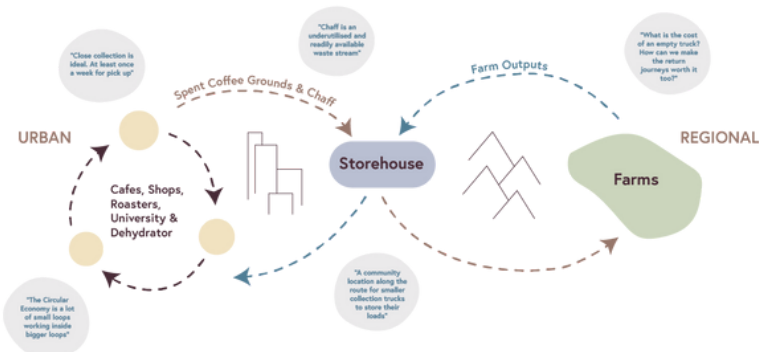 "Close collection is
ideal. At least once
a week for pick up"
"Chaff is an
underutilised and
readily available
waste stream"
"What is the cost
of an empty truck?
How can we make
the return
journeys worth it
too?"
Spent Coffee Grounds & Chaff
Farm Outputs
URBAN
REGIONAL
Storehouse
Farms
Cafes, Shops,
Roasters,
University &
Dehydrator
"A community
location along the
route for smaller
collection trucks
to store their
loads"
"The Circular
Economy is a lot
of small loops
working inside
bigger loops"